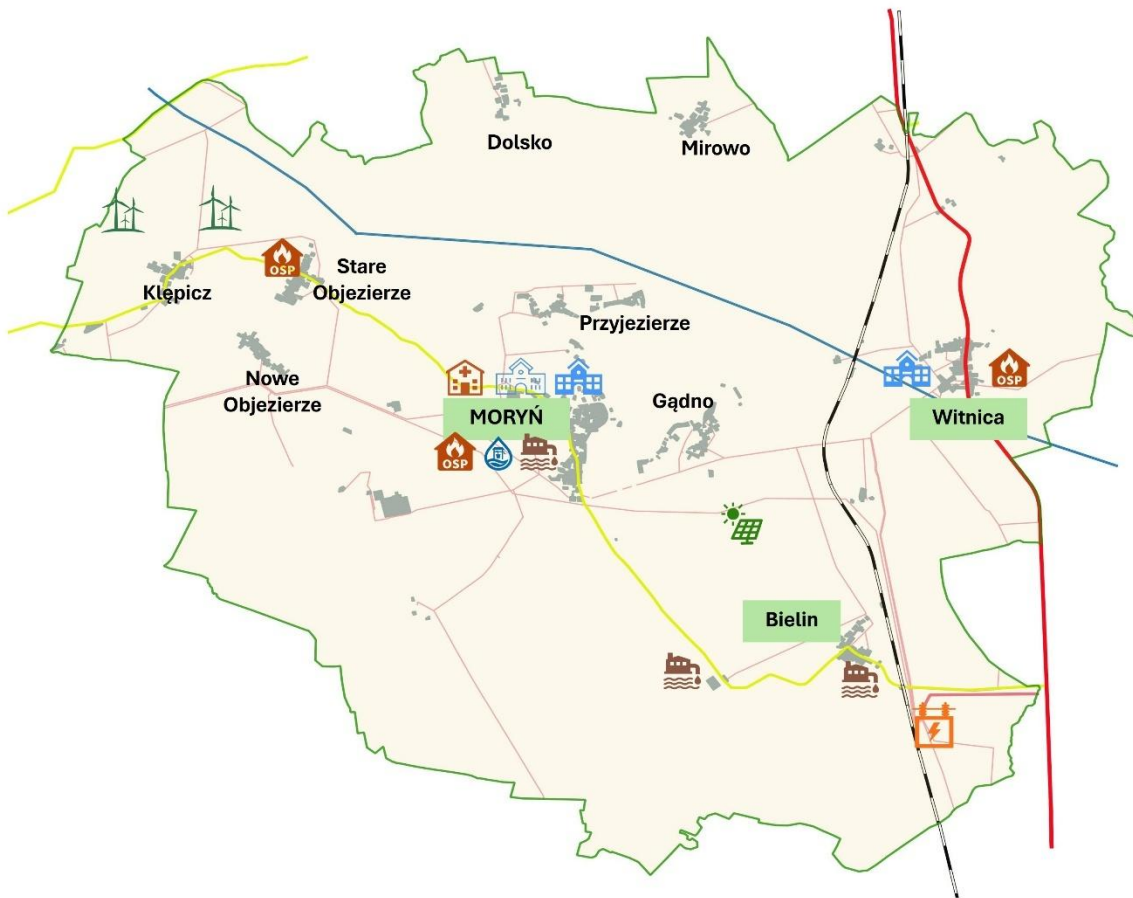 Dolsko
Mirowo
OSP
Stare
Objezierze
Klępicz
Przyjezierze
Nowe
Objezierze
Gądno
OSP
MORYŃ
Witnica
OSP
Bielin